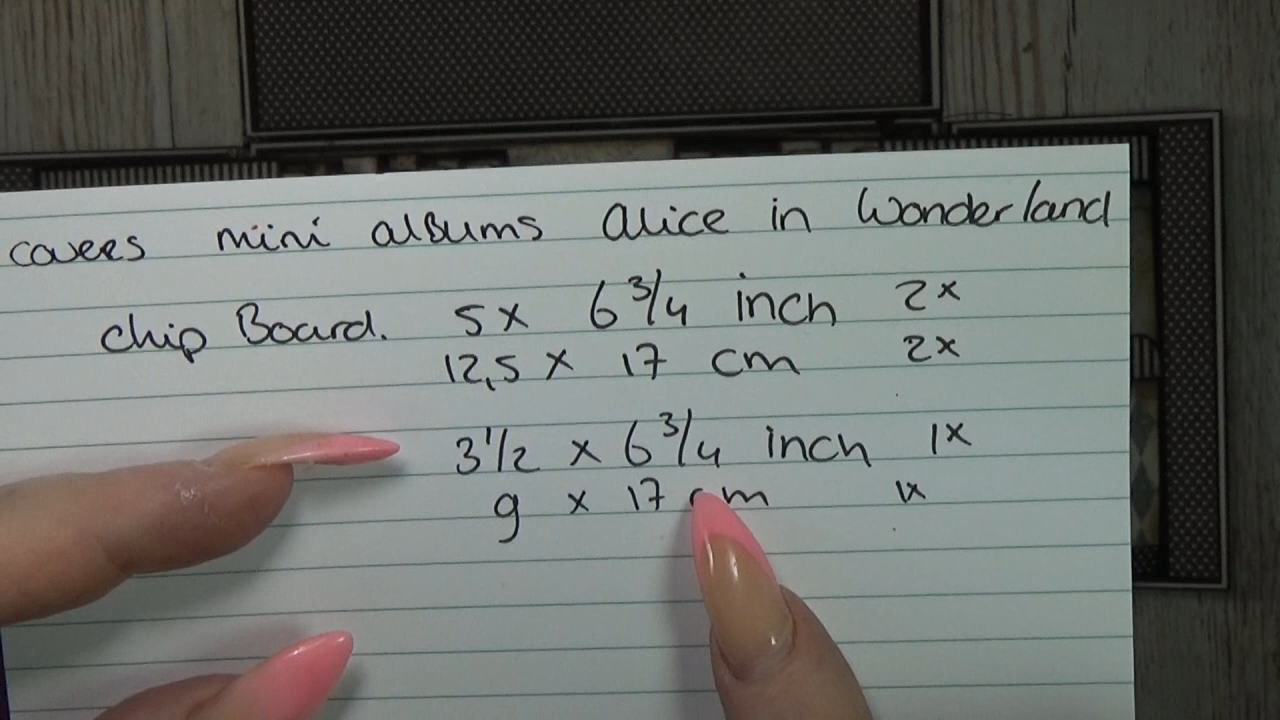 covers mini albums alice in Wonderland
chip Board. 5 x 6 3/4 inch 2x
12,5 x 17 cm 2x
3 1/2 x 6 3/4 inch 1x
9 x 17 cm 1x